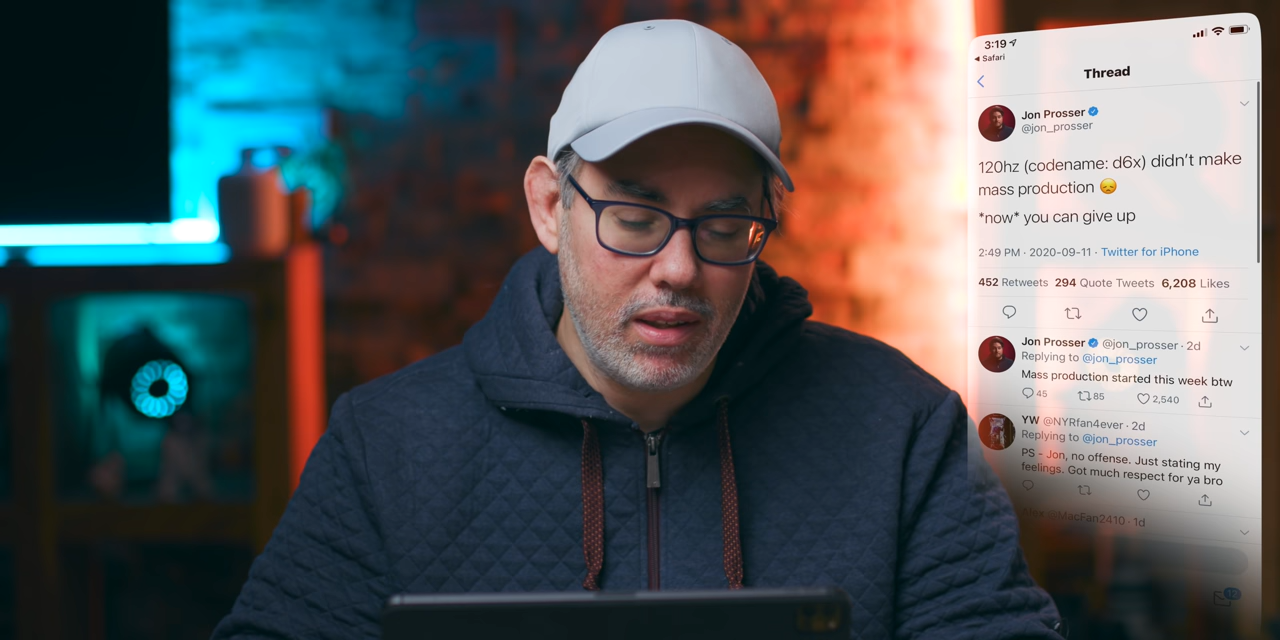 3:19
Safari
Thread
Jon Prosser
@jon_prosser
120hz (codename: d6x) didn't make
mass production 😞
*now* you can give up
2:49 PM · 2020-09-11 · Twitter for iPhone
452 Retweets 294 Quote Tweets 6,208 Likes
Jon Prosser @jon_prosser · 2d
Replying to @jon_prosser
Mass production started this week btw
45 85 2,540
YW @NYRfan4ever · 2d
Replying to @jon_prosser
PS - Jon, no offense. Just stating my
feelings. Got much respect for ya bro
Alex @MacFan2410 · 1d
12